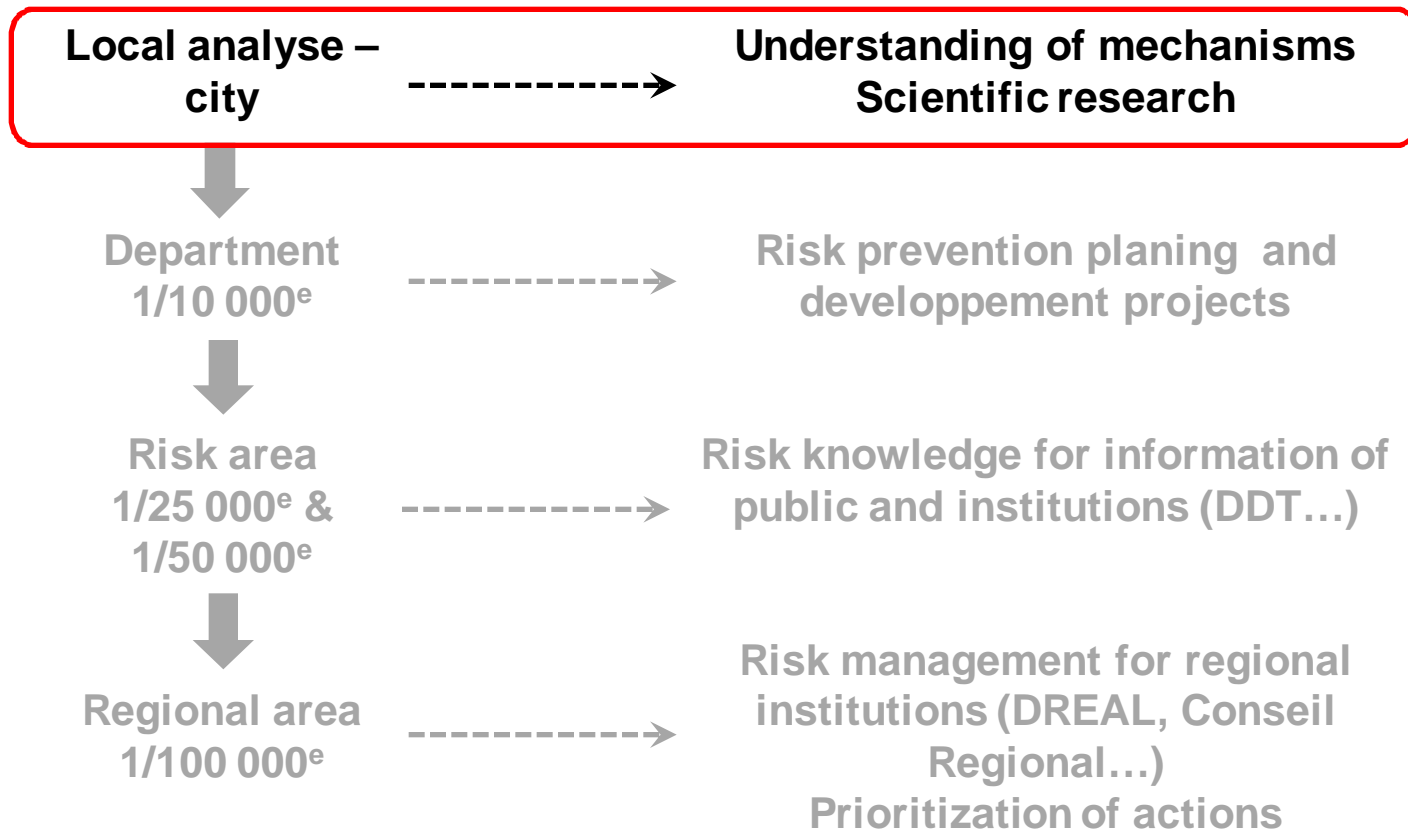 Local analyse –
city
Understanding of mechanisms
Scientific research
Department
1/10 000ᵉ
Risk prevention planing and
developpement projects
Risk area
1/25 000ᵉ &
1/50 000ᵉ
Risk knowledge for information of
public and institutions (DDT…)
Regional area
1/100 000ᵉ
Risk management for regional
institutions (DREAL, Conseil
Regional…)
Prioritization of actions